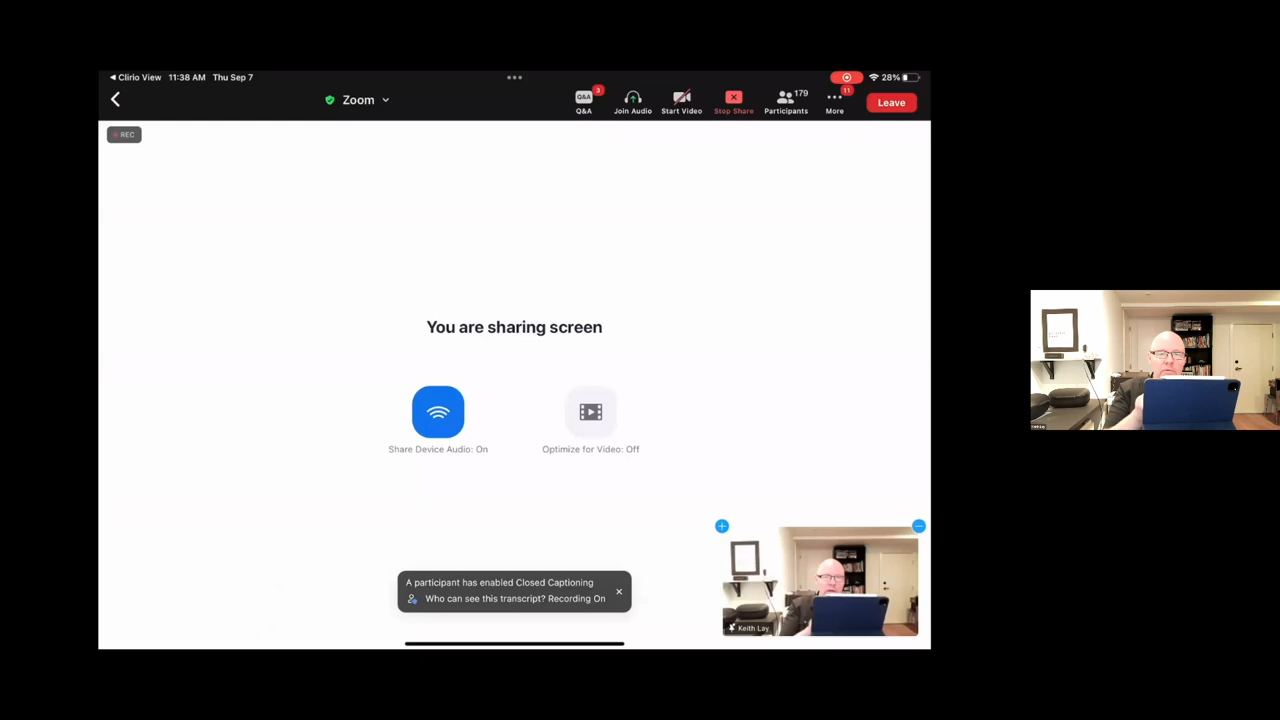 ◀ Clirio View 11:38 AM Thu Sep 7
28%
Zoom
Q&A 3
Q&A
Join Audio
Start Video
Stop Share
179
Participants
11
More
Leave
REC
You are sharing screen
Share Device Audio: On
Optimize for Video: Off
A participant has enabled Closed Captioning
Who can see this transcript? Recording On
Keith Lay